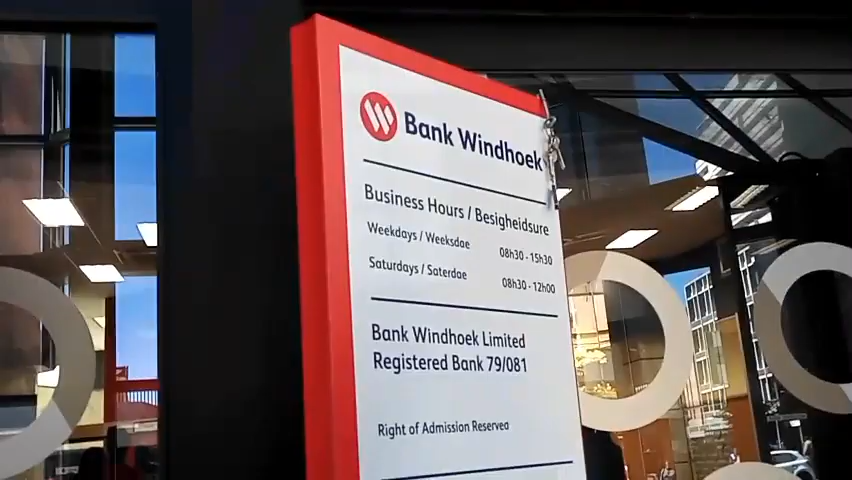 Bank Windhoek
Business Hours / Besigheidsure
Weekdays / Weeksdae 08h30 - 15h30
Saturdays / Saterdae 08h30 - 12h00
Bank Windhoek Limited
Registered Bank 79/081
Right of Admission Reserved